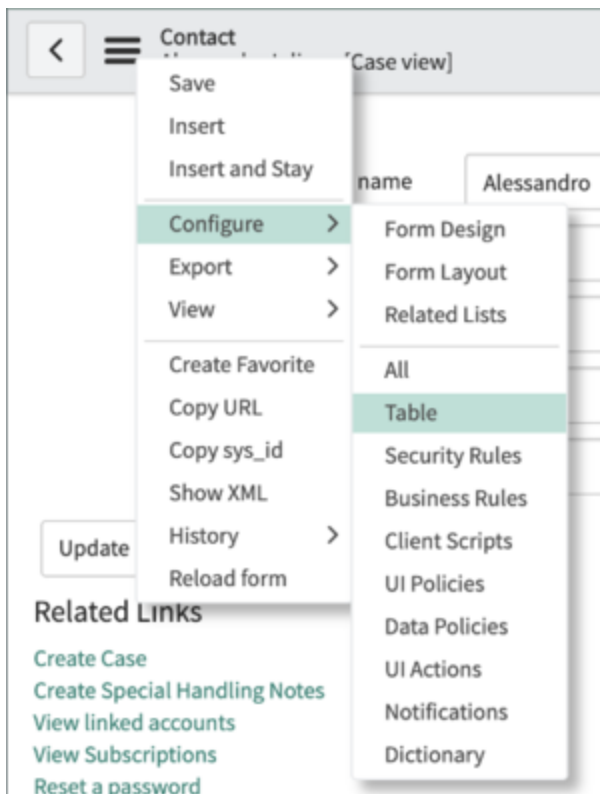 Contact
[Case view]
Save
Insert
Insert and Stay
name
Alessandro
Configure
Export
View
Create Favorite
Copy URL
Copy sys_id
Show XML
History
Reload form
Form Design
Form Layout
Related Lists
All
Table
Security Rules
Business Rules
Client Scripts
UI Policies
Data Policies
UI Actions
Notifications
Dictionary
Update
Related Links
Create Case
Create Special Handling Notes
View linked accounts
View Subscriptions
Reset a password